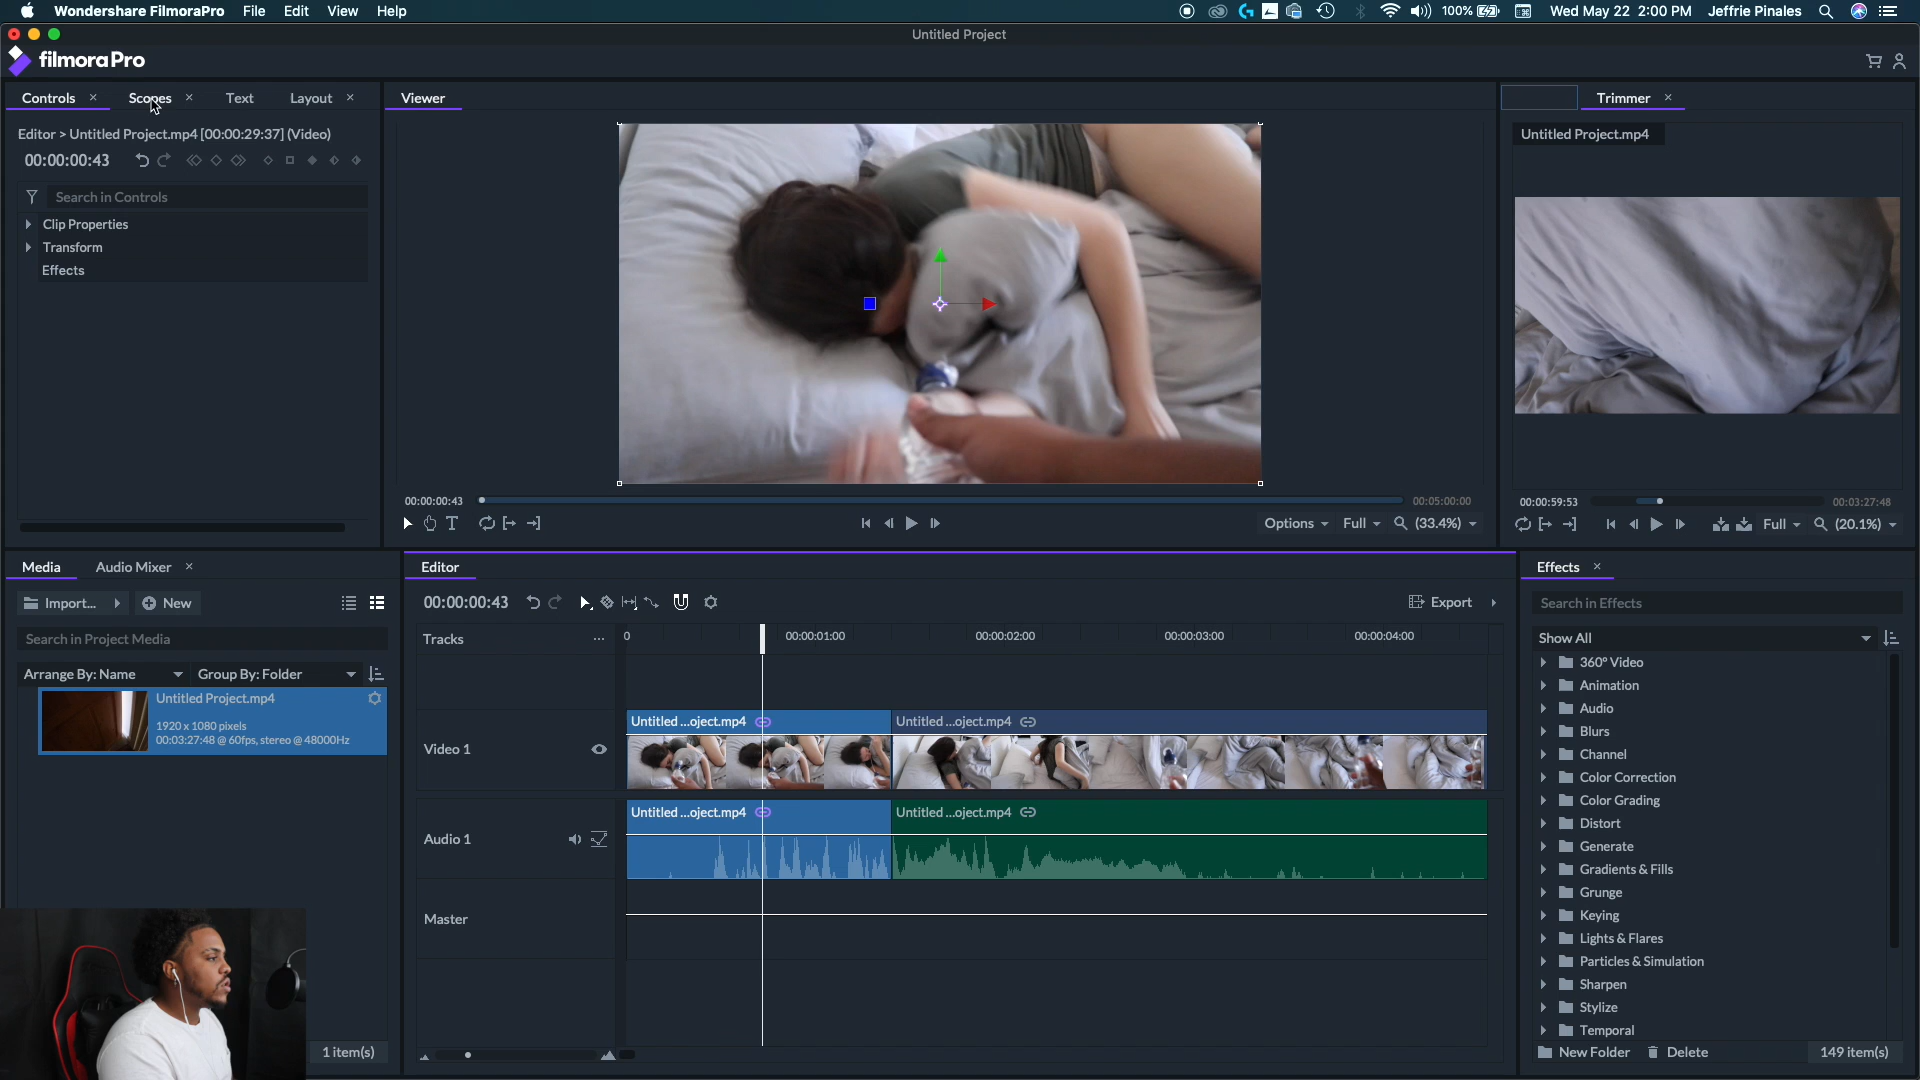 Wondershare FilmoraPro File Edit View Help
100% Wed May 22 2:00 PM Jeffrie Pinales
Untitled Project
filmoraPro
Controls × Scopes × Text Layout ×
Viewer
Trimmer ×
Editor > Untitled Project.mp4 [00:00:29:37] (Video)
00:00:00:43
Search in Controls
Clip Properties
Transform
Effects
Untitled Project.mp4
00:00:00:43
00:05:00:00
Options Full (33.4%)
00:00:59:53
00:03:27:48
Full (20.1%)
Media Audio Mixer ×
Import... New
Search in Project Media
Arrange By: Name Group By: Folder
Untitled Project.mp4
1920 x 1080 pixels
00:03:27:48 @ 60fps, stereo @ 48000Hz
1 item(s)
Editor
00:00:00:43
Export
Tracks ...
0 00:00:01:00 00:00:02:00 00:00:03:00 00:00:04:00
Untitled ...oject.mp4 Untitled ...oject.mp4
Video 1
Untitled ...oject.mp4 Untitled ...oject.mp4
Audio 1
Master
Effects ×
Search in Effects
Show All
360° Video
Animation
Audio
Blurs
Channel
Color Correction
Color Grading
Distort
Generate
Gradients & Fills
Grunge
Keying
Lights & Flares
Particles & Simulation
Sharpen
Stylize
Temporal
New Folder Delete 149 item(s)